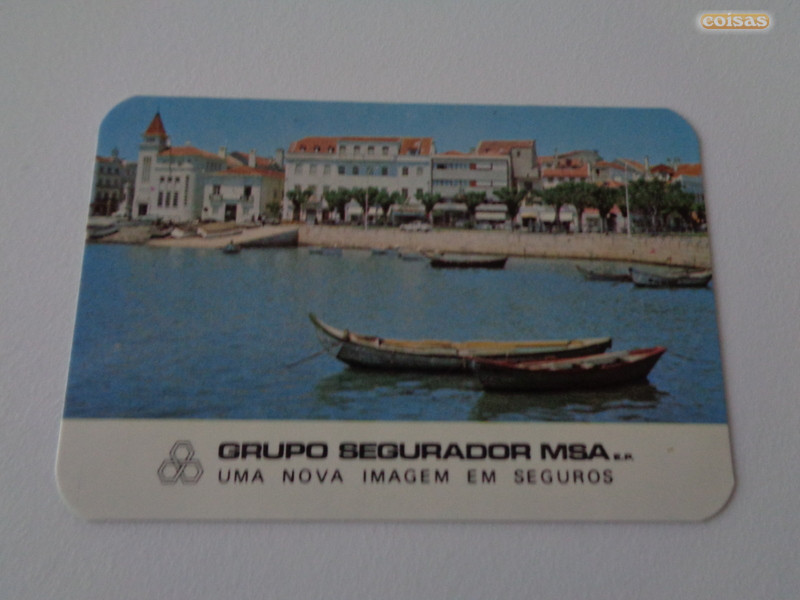 coisas
GRUPO SEGURADOR MSA E.P.
UMA NOVA IMAGEM EM SEGUROS